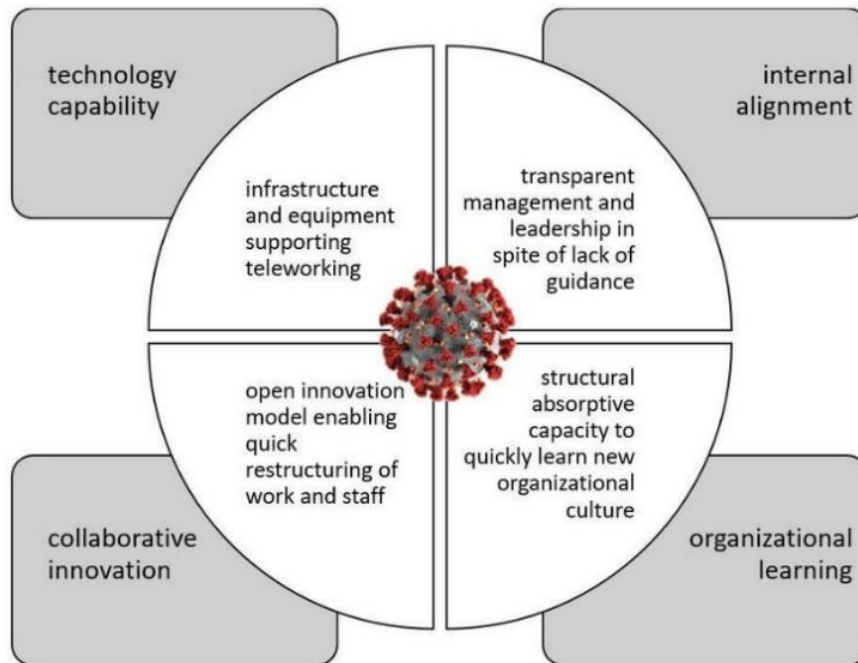 technology
capability
internal
alignment
infrastructure
and equipment
supporting
teleworking
transparent
management and
leadership in
spite of lack of
guidance
open innovation
model enabling
quick
restructuring of
work and staff
structural
absorptive
capacity to
quickly learn new
organizational
culture
collaborative
innovation
organizational
learning